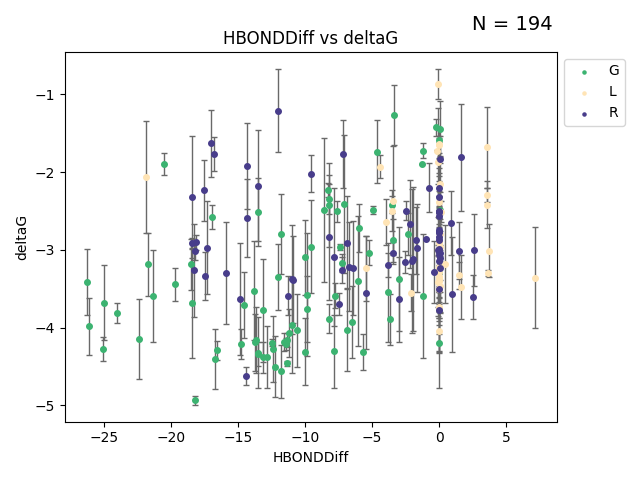 N = 194
HBONDDiff vs deltaG
G
L
R
−1
−2
−3
−4
−5
deltaG
−25
−20
−15
−10
−5
0
5
HBONDDiff